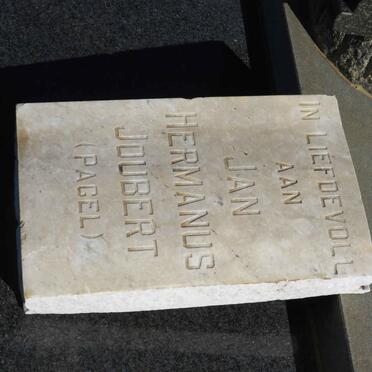 IN LIEFDEVOLL
AAN
JAN
HERMANUS
JOUBERT
(PAGEL)